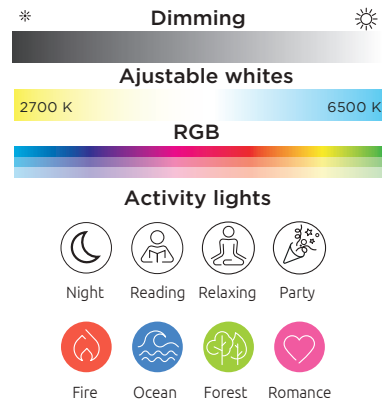 Dimming
Ajustable whites
2700 K 6500 K
RGB
Activity lights
Night Reading Relaxing Party
Fire Ocean Forest Romance